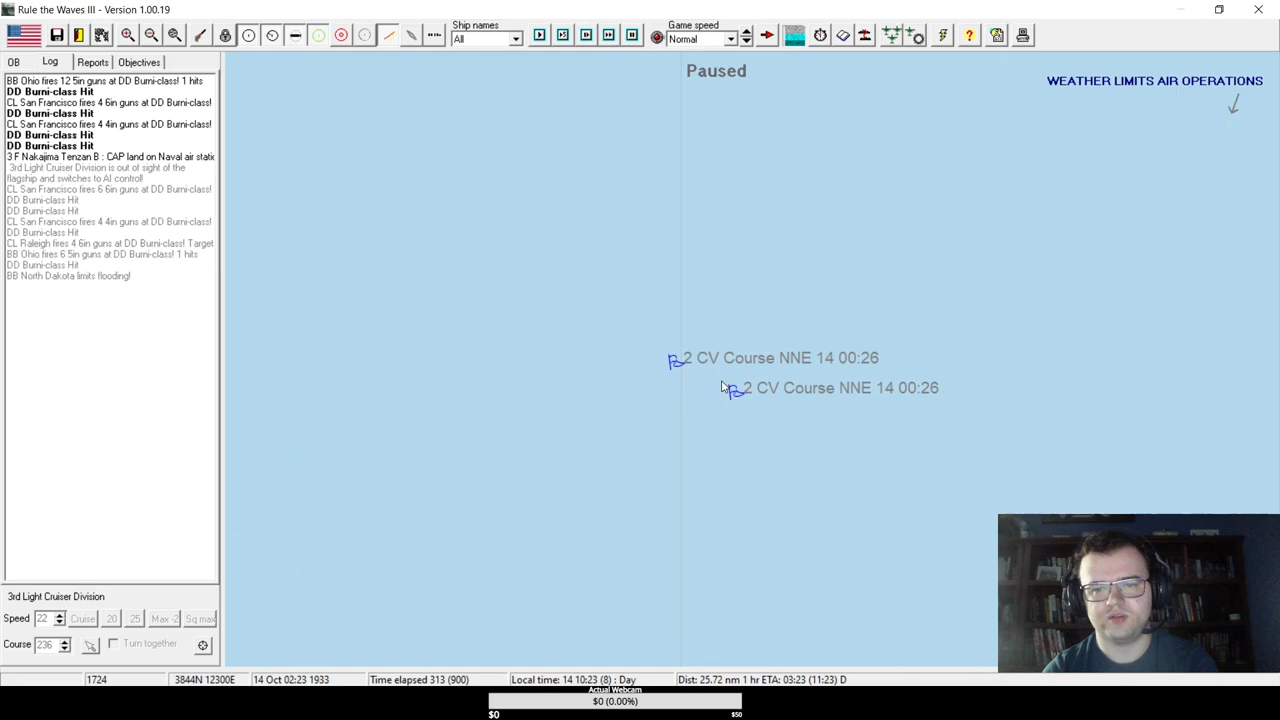 Rule the Waves III - Version 1.00.19
Ship names
All
Game speed
Normal
OB
Log
Reports
Objectives
BB Ohio fires 12 5in guns at DD Burni-class! 1 hits
DD Burni-class Hit
CL San Francisco fires 4 6in guns at DD Burni-class!
DD Burni-class Hit
CL San Francisco fires 4 4in guns at DD Burni-class!
DD Burni-class Hit
DD Burni-class Hit
3 F Nakajima Tenzan B : CAP land on Naval air stati
3rd Light Cruiser Division is out of sight of the
flagship and switches to AI control!
CL San Francisco fires 6 6in guns at DD Burni-class!
DD Burni-class Hit
DD Burni-class Hit
CL San Francisco fires 4 4in guns at DD Burni-class!
DD Burni-class Hit
CL Raleigh fires 4 6in guns at DD Burni-class! Target
BB Ohio fires 6 5in guns at DD Burni-class! 1 hits
DD Burni-class Hit
BB North Dakota limits flooding!
Paused
WEATHER LIMITS AIR OPERATIONS
2 CV Course NNE 14 00:26
2 CV Course NNE 14 00:26
3rd Light Cruiser Division
Speed 22 Cruise 20 25 Max -2 Sq max
Course 236 Turn together
1724
3844N 12300E
14 Oct 02:23 1933
Time elapsed 313 (900)
Local time: 14 10:23 (8) : Day
Dist: 25.72 nm 1 hr ETA: 03:23 (11:23) D
Actual Webcam
$0 (0.00%)
$0
$50